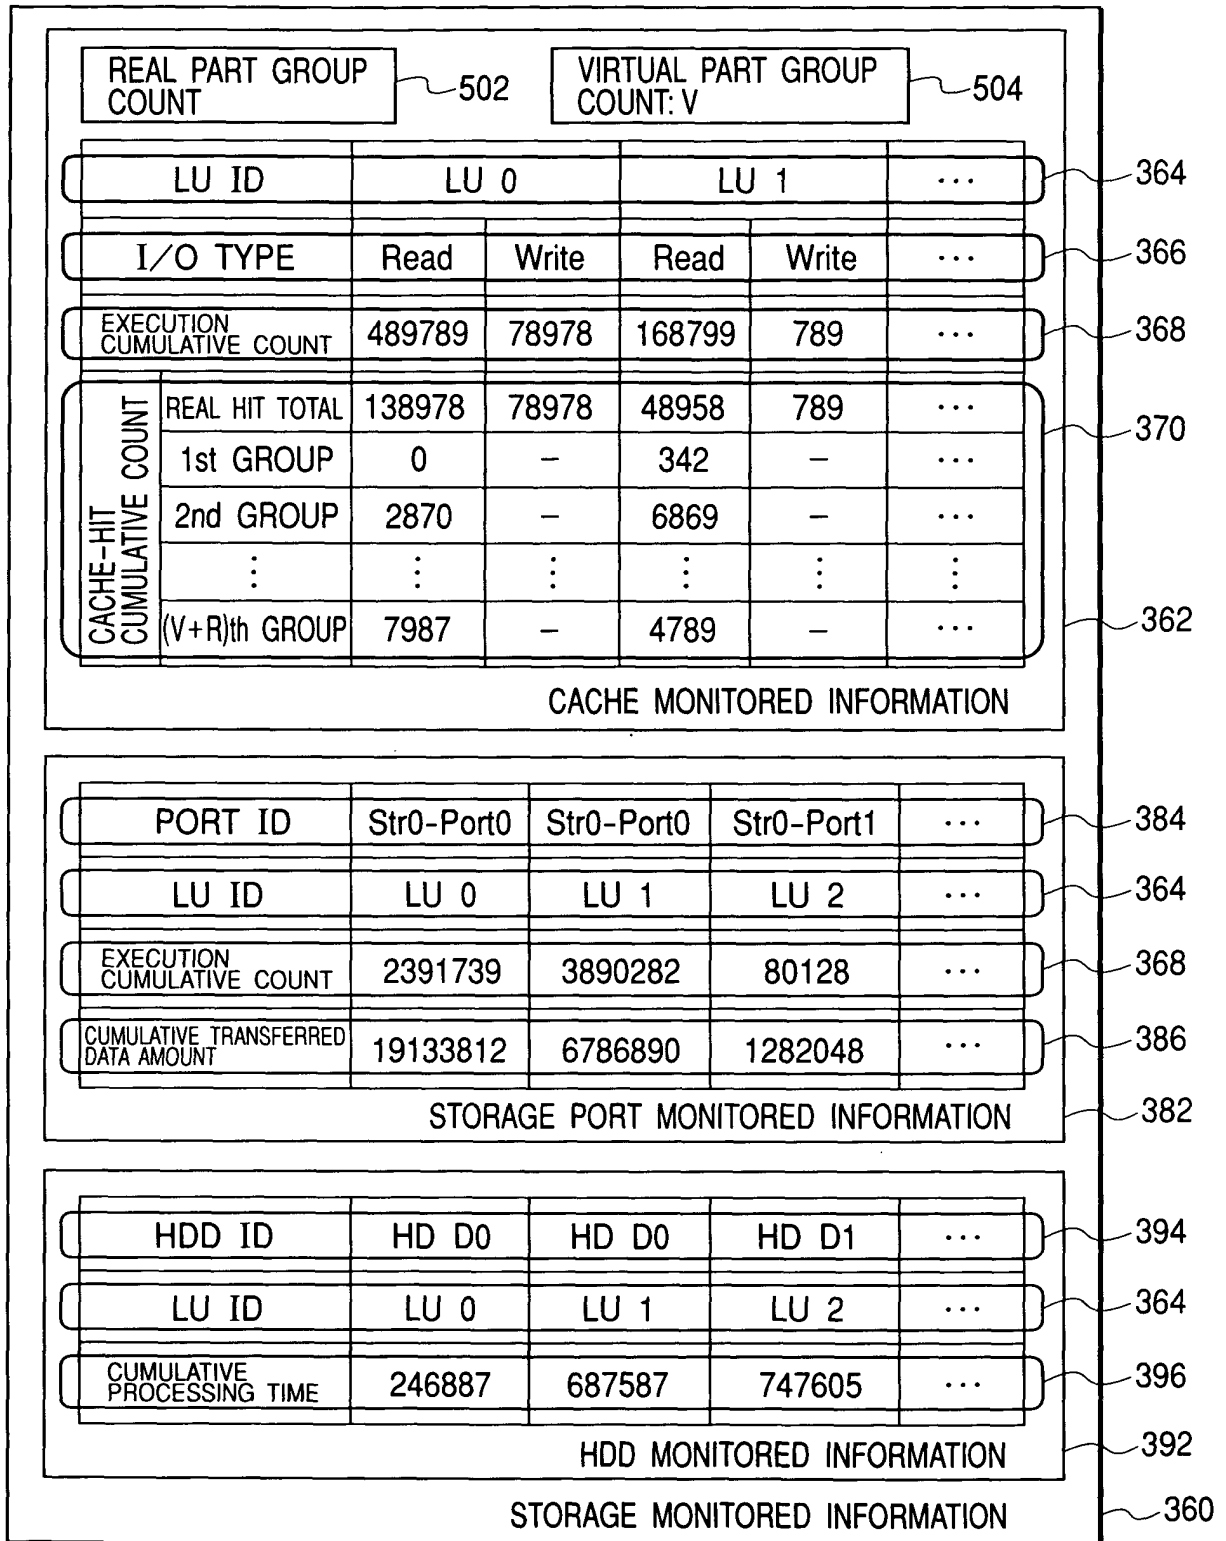 REAL PART GROUP
COUNT
502
VIRTUAL PART GROUP
COUNT: V
504
LU ID LU 0 LU 1 ··· 364
I/O TYPE Read Write Read Write ··· 366
EXECUTION
CUMULATIVE COUNT 489789 78978 168799 789 ··· 368
CACHE-HIT
CUMULATIVE COUNT
REAL HIT TOTAL 138978 78978 48958 789 ··· 370
1st GROUP 0 – 342 – ···
2nd GROUP 2870 – 6869 – ···
⋮ ⋮ ⋮ ⋮ ⋮ ⋮
(V+R)th GROUP 7987 – 4789 – ··· 362
CACHE MONITORED INFORMATION
PORT ID Str0-Port0 Str0-Port0 Str0-Port1 ··· 384
LU ID LU 0 LU 1 LU 2 ··· 364
EXECUTION
CUMULATIVE COUNT 2391739 3890282 80128 ··· 368
CUMULATIVE TRANSFERRED
DATA AMOUNT 19133812 6786890 1282048 ··· 386
STORAGE PORT MONITORED INFORMATION 382
HDD ID HD D0 HD D0 HD D1 ··· 394
LU ID LU 0 LU 1 LU 2 ··· 364
CUMULATIVE
PROCESSING TIME 246887 687587 747605 ··· 396
HDD MONITORED INFORMATION 392
STORAGE MONITORED INFORMATION 360